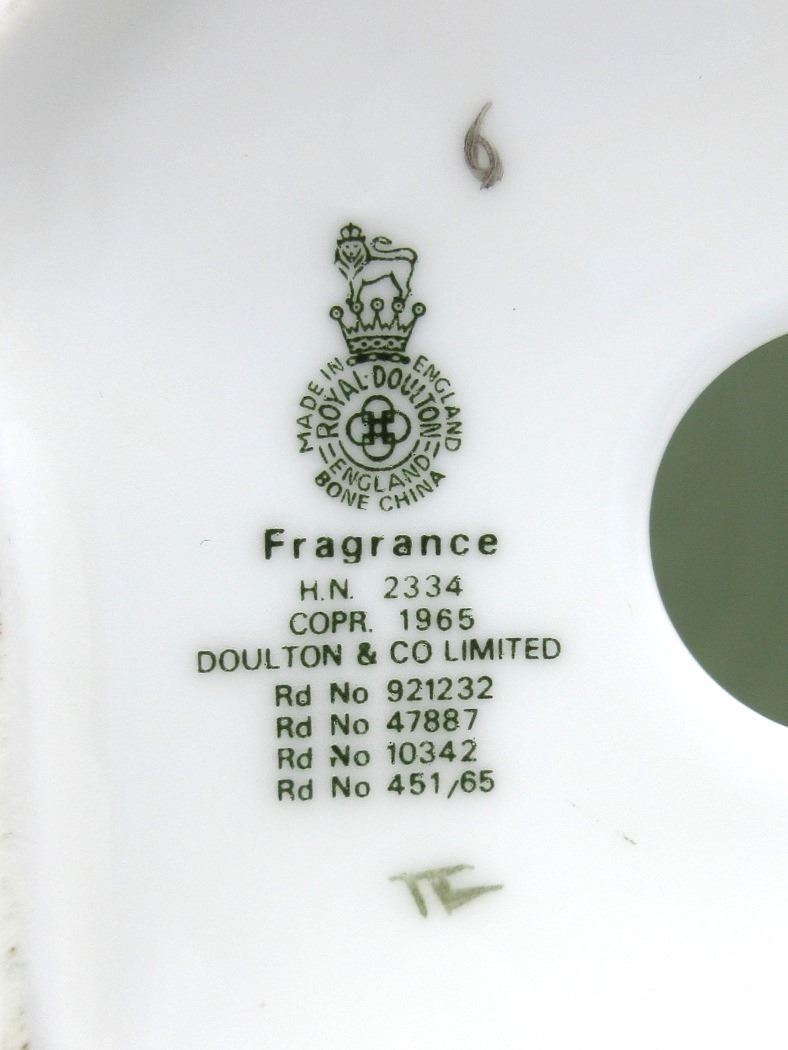 6
MADE IN ENGLAND
ROYAL DOULTON
ENGLAND
BONE CHINA
Fragrance
H.N. 2334
COPR. 1965
DOULTON & CO LIMITED
Rd No 921232
Rd No 47887
Rd No 10342
Rd No 451/65